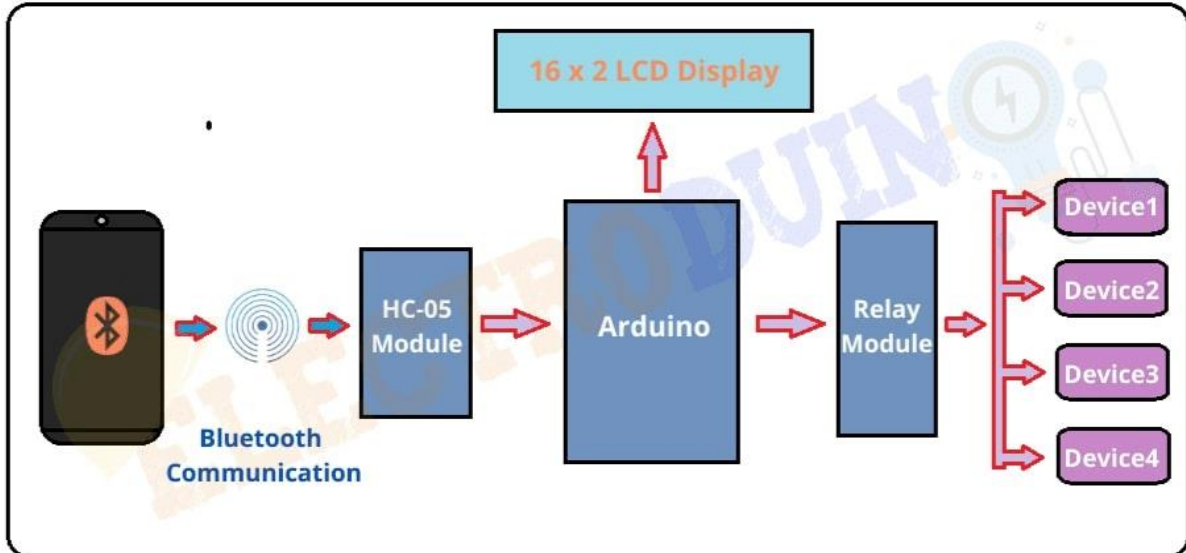 16 x 2 LCD Display
ELECTRODUINO
Bluetooth
Communication
HC-05
Module
Arduino
Relay
Module
Device1
Device2
Device3
Device4